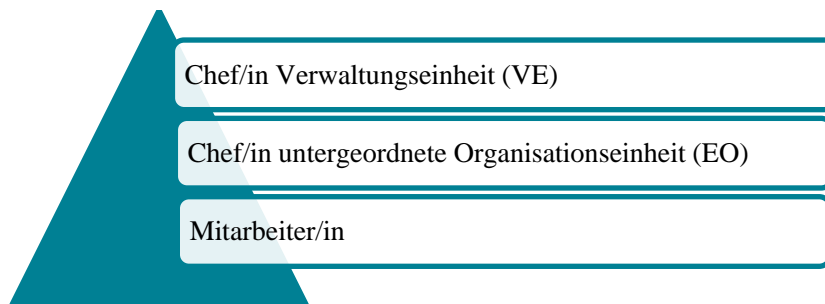 Chef/in Verwaltungseinheit (VE)
Chef/in untergeordnete Organisationseinheit (EO)
Mitarbeiter/in